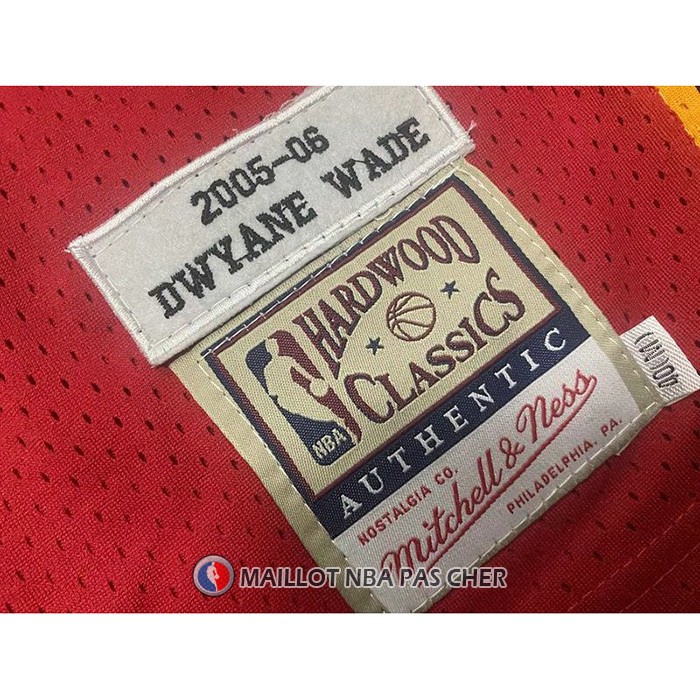 2005-06
DWYANE WADE
HARDWOOD
CLASSICS
NBA
AUTHENTIC
NOSTALGIA CO.
Mitchell & Ness
PHILADELPHIA, PA.
MAILLOT NBA PAS CHER